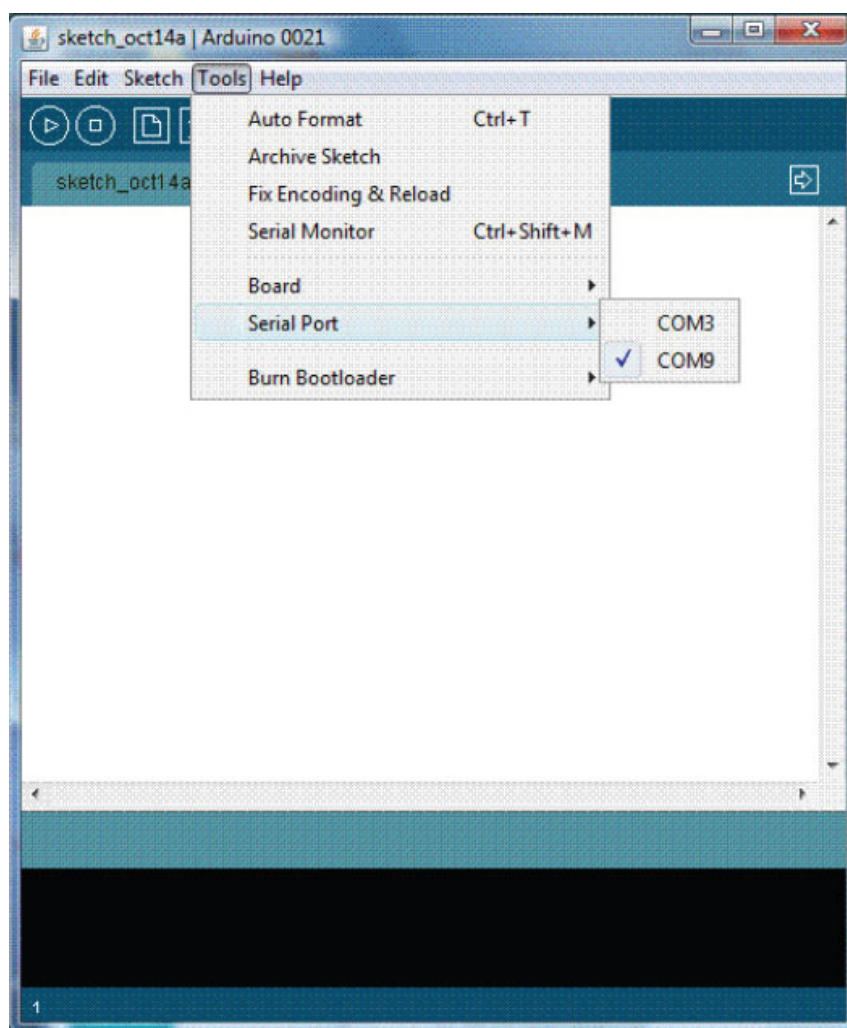 sketch_oct14a | Arduino 0021
File Edit Sketch Tools Help
Auto Format Ctrl+T
Archive Sketch
sketch_oct14a
Fix Encoding & Reload
Serial Monitor Ctrl+Shift+M
Board
Serial Port
COM3
COM9
Burn Bootloader
1